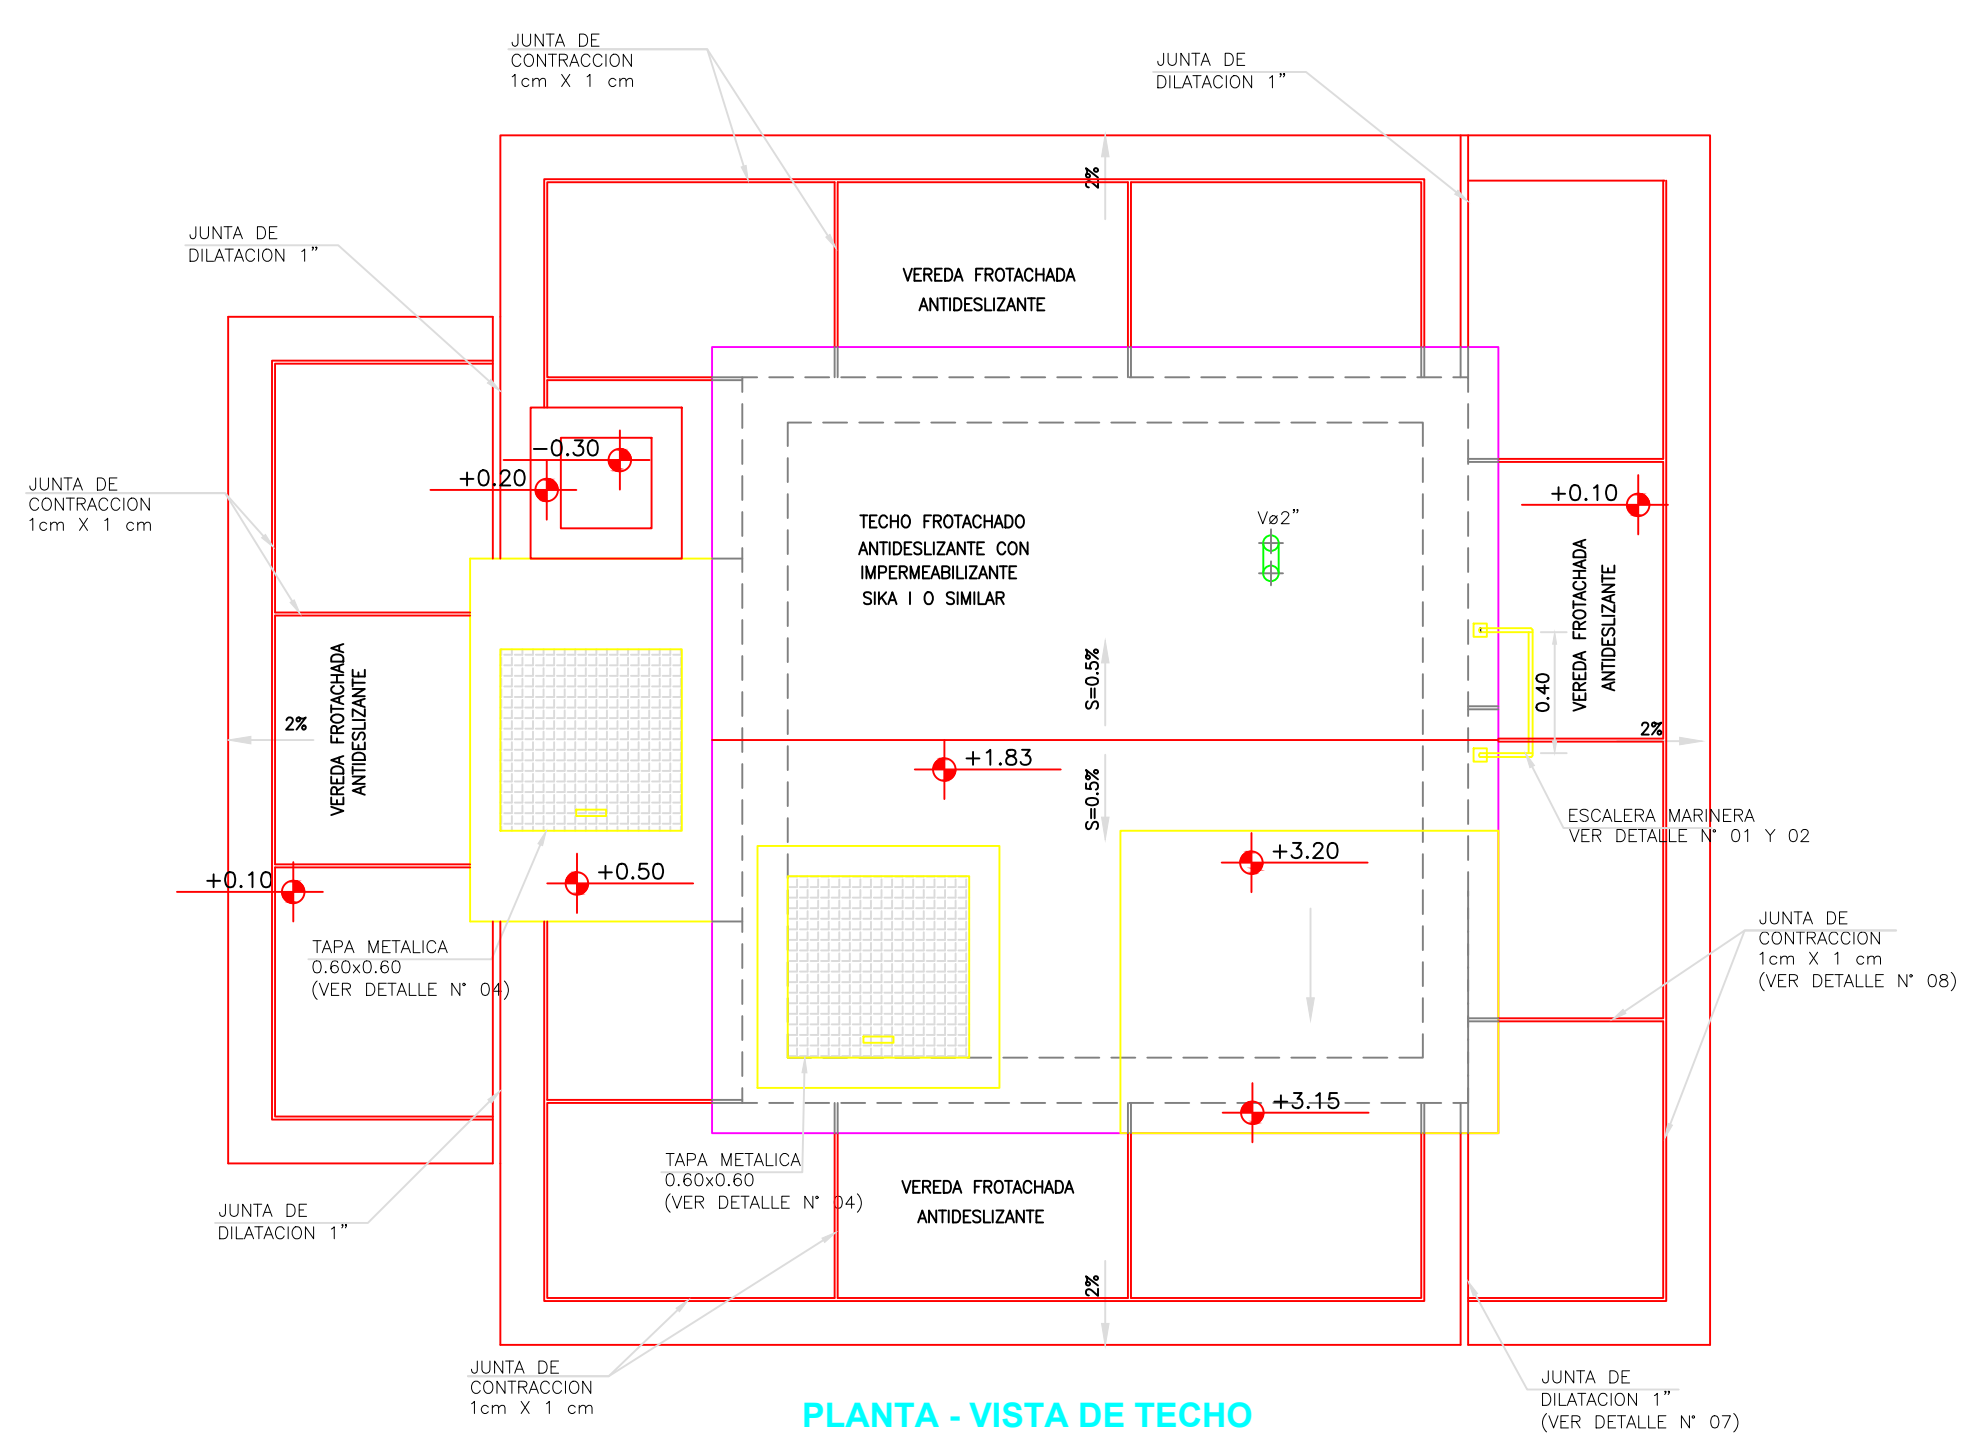 JUNTA DE
CONTRACCION
1cm X 1 cm
JUNTA DE
DILATACION 1"
2%
JUNTA DE
DILATACION 1"
VEREDA FROTACHADA
ANTIDESLIZANTE
-0.30
+0.20
JUNTA DE
CONTRACCION
1cm X 1 cm
+0.10
TECHO FROTACHADO
ANTIDESLIZANTE CON
IMPERMEABILIZANTE
SIKA I O SIMILAR
Vø2"
VEREDA FROTACHADA
ANTIDESLIZANTE
S=0.5%
0.40
VEREDA FROTACHADA
ANTIDESLIZANTE
2%
2%
+1.83
S=0.5%
ESCALERA MARINERA
VER DETALLE N° 01 Y 02
+3.20
+0.50
+0.10
JUNTA DE
CONTRACCION
1cm X 1 cm
(VER DETALLE N° 08)
TAPA METALICA
0.60x0.60
(VER DETALLE N° 04)
+3.15
TAPA METALICA
0.60x0.60
(VER DETALLE N° 04)
VEREDA FROTACHADA
ANTIDESLIZANTE
JUNTA DE
DILATACION 1"
2%
JUNTA DE
CONTRACCION
1cm X 1 cm
JUNTA DE
DILATACION 1"
(VER DETALLE N° 07)
PLANTA - VISTA DE TECHO